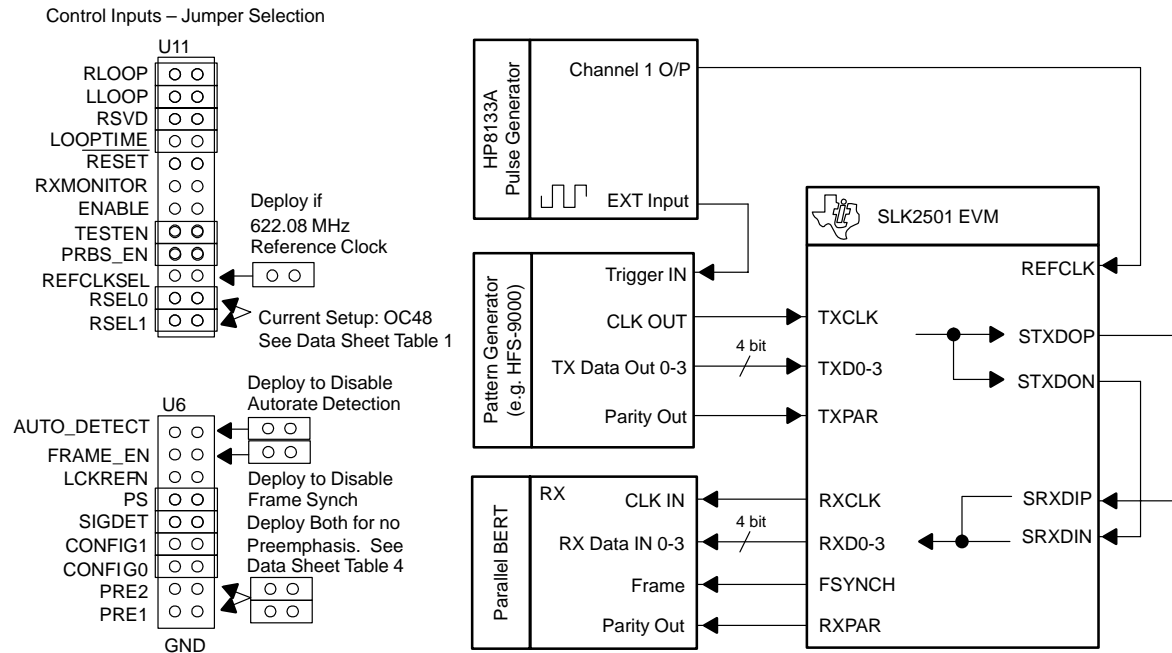 Control Inputs – Jumper Selection
U11
RLOOP
LLOOP
RSVD
LOOPTIME
RESET
RXMONITOR
ENABLE
TESTEN
PRBS_EN
REFCLKSEL
RSEL0
RSEL1
Deploy if
622.08 MHz
Reference Clock
Current Setup: OC48
See Data Sheet Table 1
U6
AUTO_DETECT
FRAME_EN
LCKREFN
PS
SIGDET
CONFIG1
CONFIG0
PRE2
PRE1
GND
Deploy to Disable
Autorate Detection
Deploy to Disable
Frame Synch
Deploy Both for no
Preemphasis. See
Data Sheet Table 4
HP8133A
Pulse Generator
Channel 1 O/P
EXT Input
Pattern Generator
(e.g. HFS-9000)
Trigger IN
CLK OUT
TX Data Out 0-3
Parity Out
4 bit
Parallel BERT
RX
CLK IN
RX Data IN 0-3
Frame
Parity Out
4 bit
SLK2501 EVM
REFCLK
TXCLK
TXD0-3
TXPAR
STXDOP
STXDON
RXCLK
RXD0-3
FSYNCH
RXPAR
SRXDIP
SRXDIN